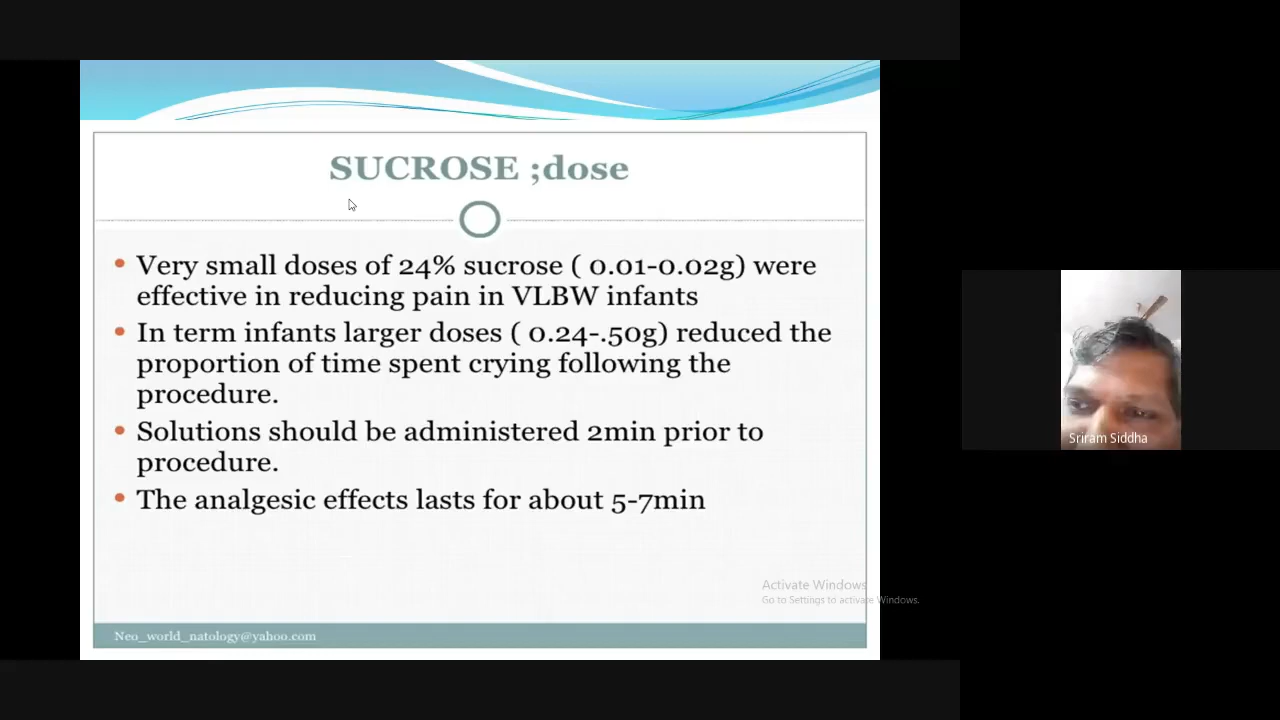 SUCROSE ;dose
• Very small doses of 24% sucrose ( 0.01-0.02g) were
effective in reducing pain in VLBW infants
• In term infants larger doses ( 0.24-.50g) reduced the
proportion of time spent crying following the
procedure.
• Solutions should be administered 2min prior to
procedure.
• The analgesic effects lasts for about 5-7min
Activate Windows
Go to Settings to activate Windows.
Neo_world_natology@yahoo.com
Sriram Siddha